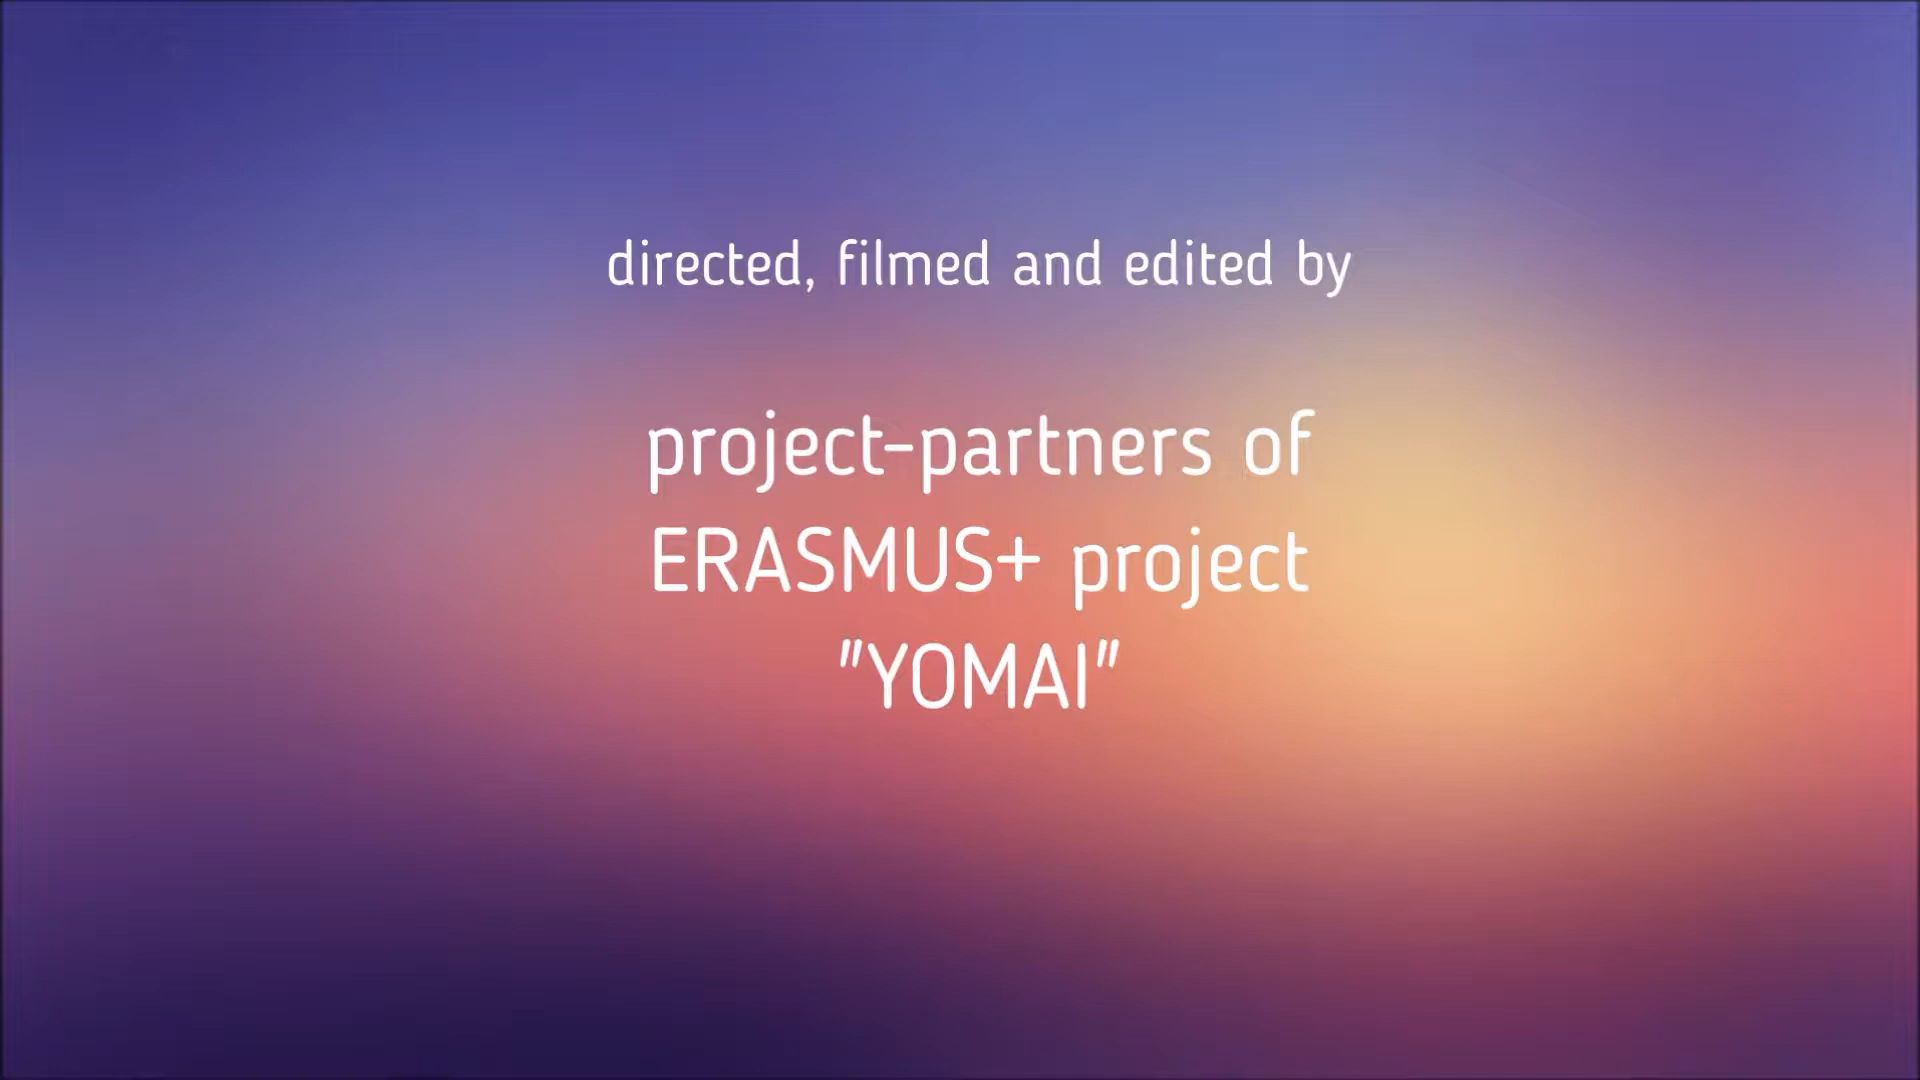 directed, filmed and edited by
project-partners of
ERASMUS+ project
"YOMAI"